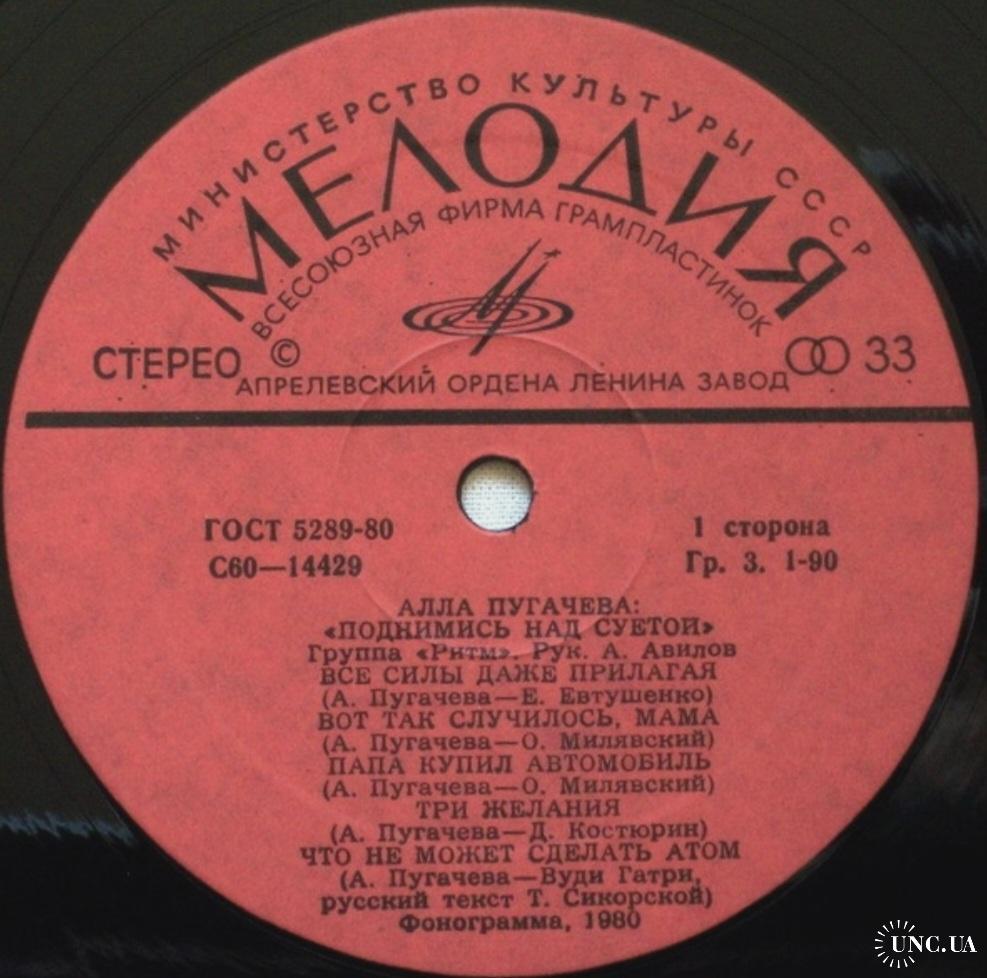 МИНИСТЕРСТВО КУЛЬТУРЫ СССР
МЕЛОДИЯ
ВСЕСОЮЗНАЯ ФИРМА ГРАМПЛАСТИНОК
СТЕРЕО © 33
АПРЕЛЕВСКИЙ ОРДЕНА ЛЕНИНА ЗАВОД
ГОСТ 5289-80 1 сторона
С60—14429 Гр. 3. 1-90
АЛЛА ПУГАЧЕВА:
«ПОДНИМИСЬ НАД СУЕТОЙ»
Группа «Ритм». Рук. А. Авилов
ВСЕ СИЛЫ ДАЖЕ ПРИЛАГАЯ
(А. Пугачева—Е. Евтушенко)
ВОТ ТАК СЛУЧИЛОСЬ, МАМА
(А. Пугачева—О. Милявский)
ПАПА КУПИЛ АВТОМОБИЛЬ
(А. Пугачева—О. Милявский)
ТРИ ЖЕЛАНИЯ
(А. Пугачева—Д. Костюрин)
ЧТО НЕ МОЖЕТ СДЕЛАТЬ АТОМ
(А. Пугачева—Вуди Гатри,
русский текст Т. Сикорской)
Фонограмма, 1980
UNC.UA